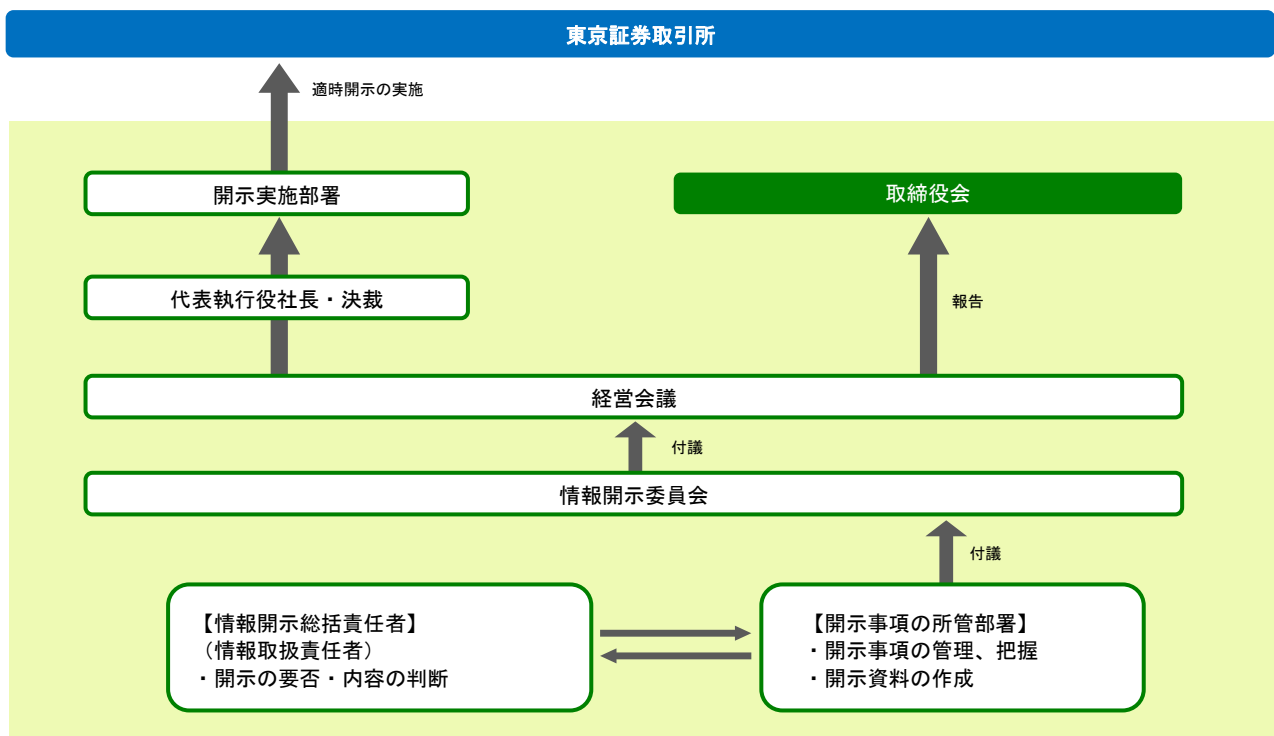 東京証券取引所
適時開示の実施
開示実施部署
取締役会
代表執行役社長・決裁
報告
経営会議
付議
情報開示委員会
付議
【情報開示総括責任者】
（情報取扱責任者）
・開示の要否・内容の判断
【開示事項の所管部署】
・開示事項の管理、把握
・開示資料の作成